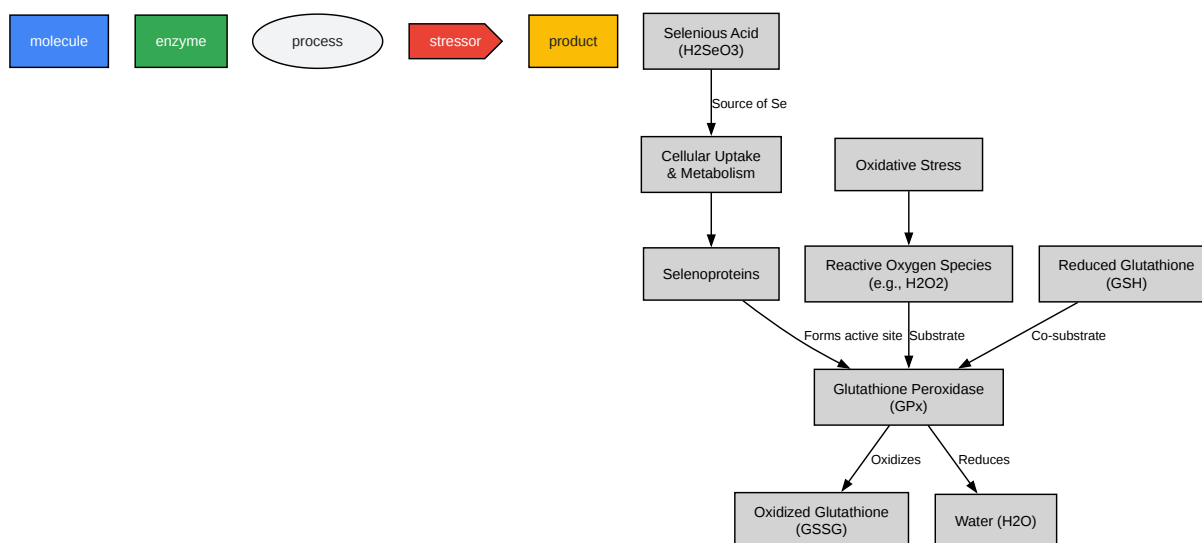 molecule
enzyme
process
stressor
product
Selenious Acid
(H2SeO3)
Source of Se
Cellular Uptake
& Metabolism
Oxidative Stress
Selenoproteins
Reactive Oxygen Species
(e.g., H2O2)
Reduced Glutathione
(GSH)
Forms active site
Substrate
Co-substrate
Glutathione Peroxidase
(GPx)
Oxidizes
Reduces
Oxidized Glutathione
(GSSG)
Water (H2O)